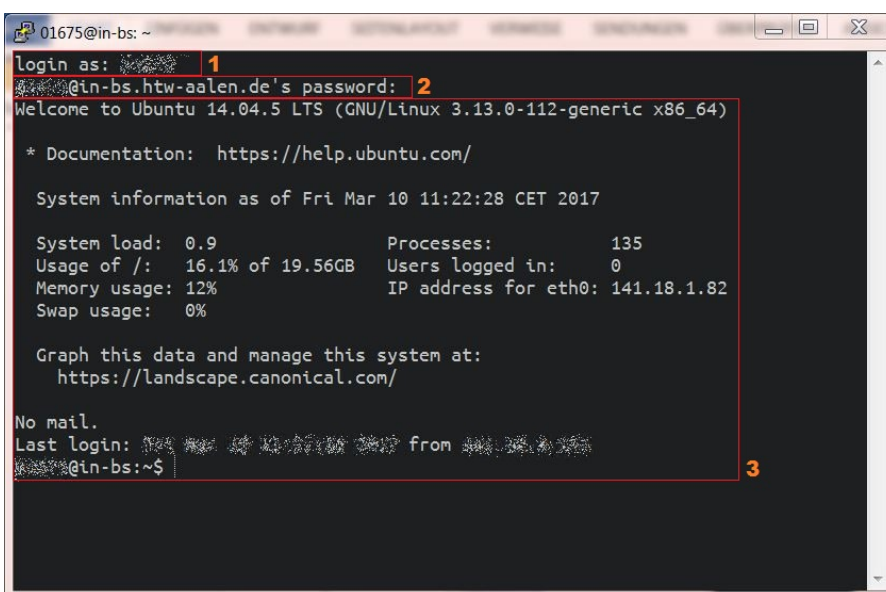 01675@in-bs: ~
login as: 1
@in-bs.htw-aalen.de's password: 2
Welcome to Ubuntu 14.04.5 LTS (GNU/Linux 3.13.0-112-generic x86_64)
* Documentation: https://help.ubuntu.com/
System information as of Fri Mar 10 11:22:28 CET 2017
System load: 0.9 Processes: 135
Usage of /: 16.1% of 19.56GB Users logged in: 0
Memory usage: 12% IP address for eth0: 141.18.1.82
Swap usage: 0%
Graph this data and manage this system at:
https://landscape.canonical.com/
No mail.
Last login: from
@in-bs:~$
3